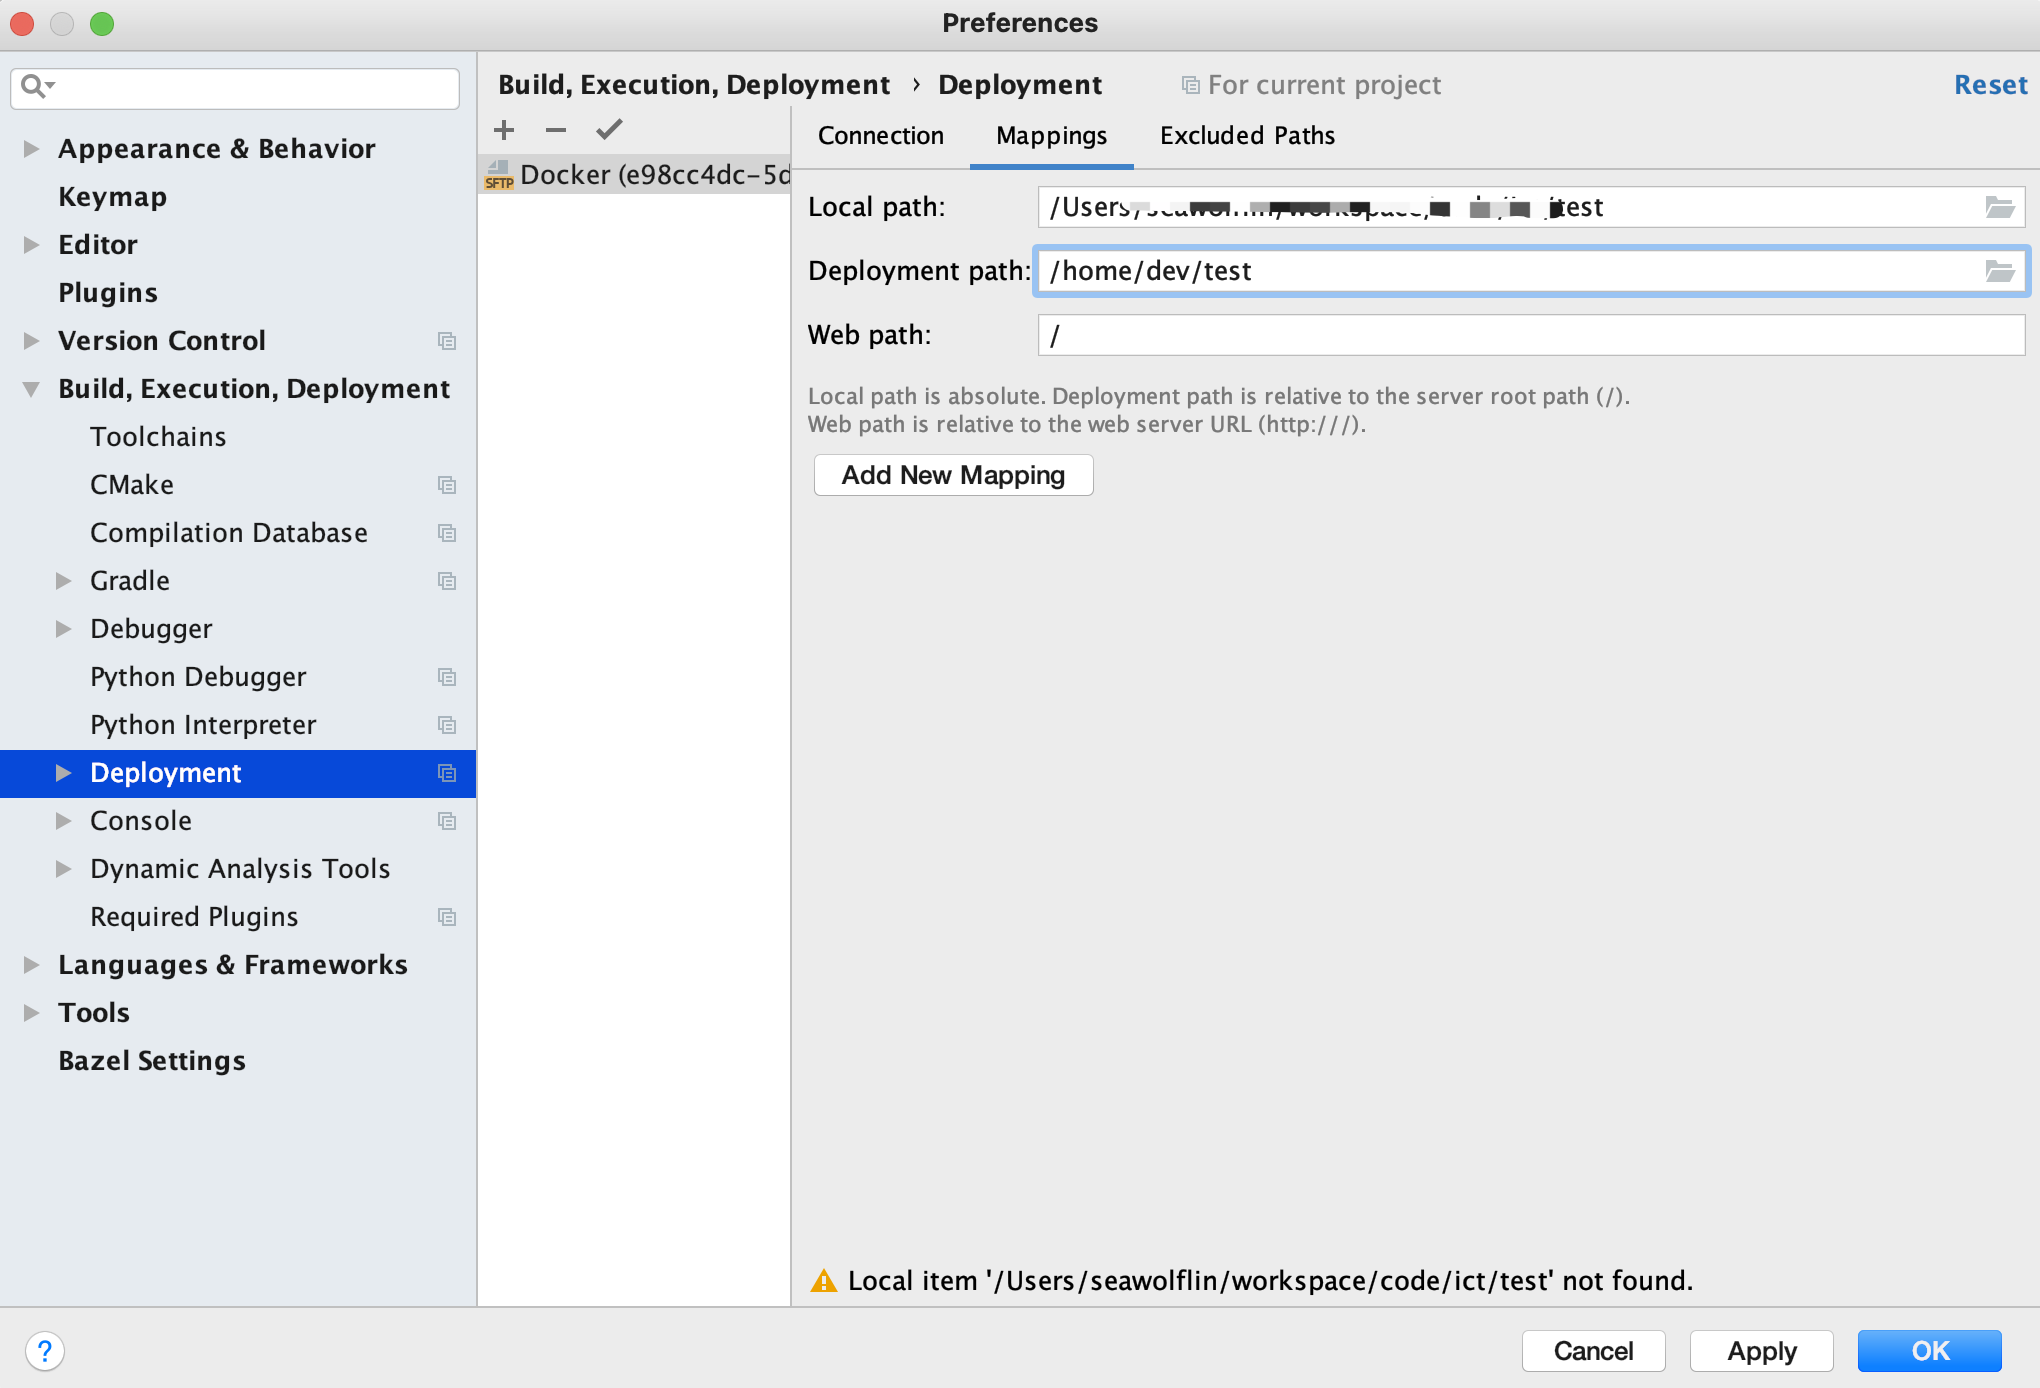 Preferences
Build, Execution, Deployment › Deployment For current project Reset
Appearance & Behavior
Keymap
Editor
Plugins
Version Control
Build, Execution, Deployment
Toolchains
CMake
Compilation Database
Gradle
Debugger
Python Debugger
Python Interpreter
Deployment
Console
Dynamic Analysis Tools
Required Plugins
Languages & Frameworks
Tools
Bazel Settings
SFTP Docker (e98cc4dc-5d
Connection Mappings Excluded Paths
Local path: /Users/ /test
Deployment path: /home/dev/test
Web path: /
Local path is absolute. Deployment path is relative to the server root path (/).
Web path is relative to the web server URL (http:///).
Add New Mapping
Local item '/Users/seawolflin/workspace/code/ict/test' not found.
? Cancel Apply OK